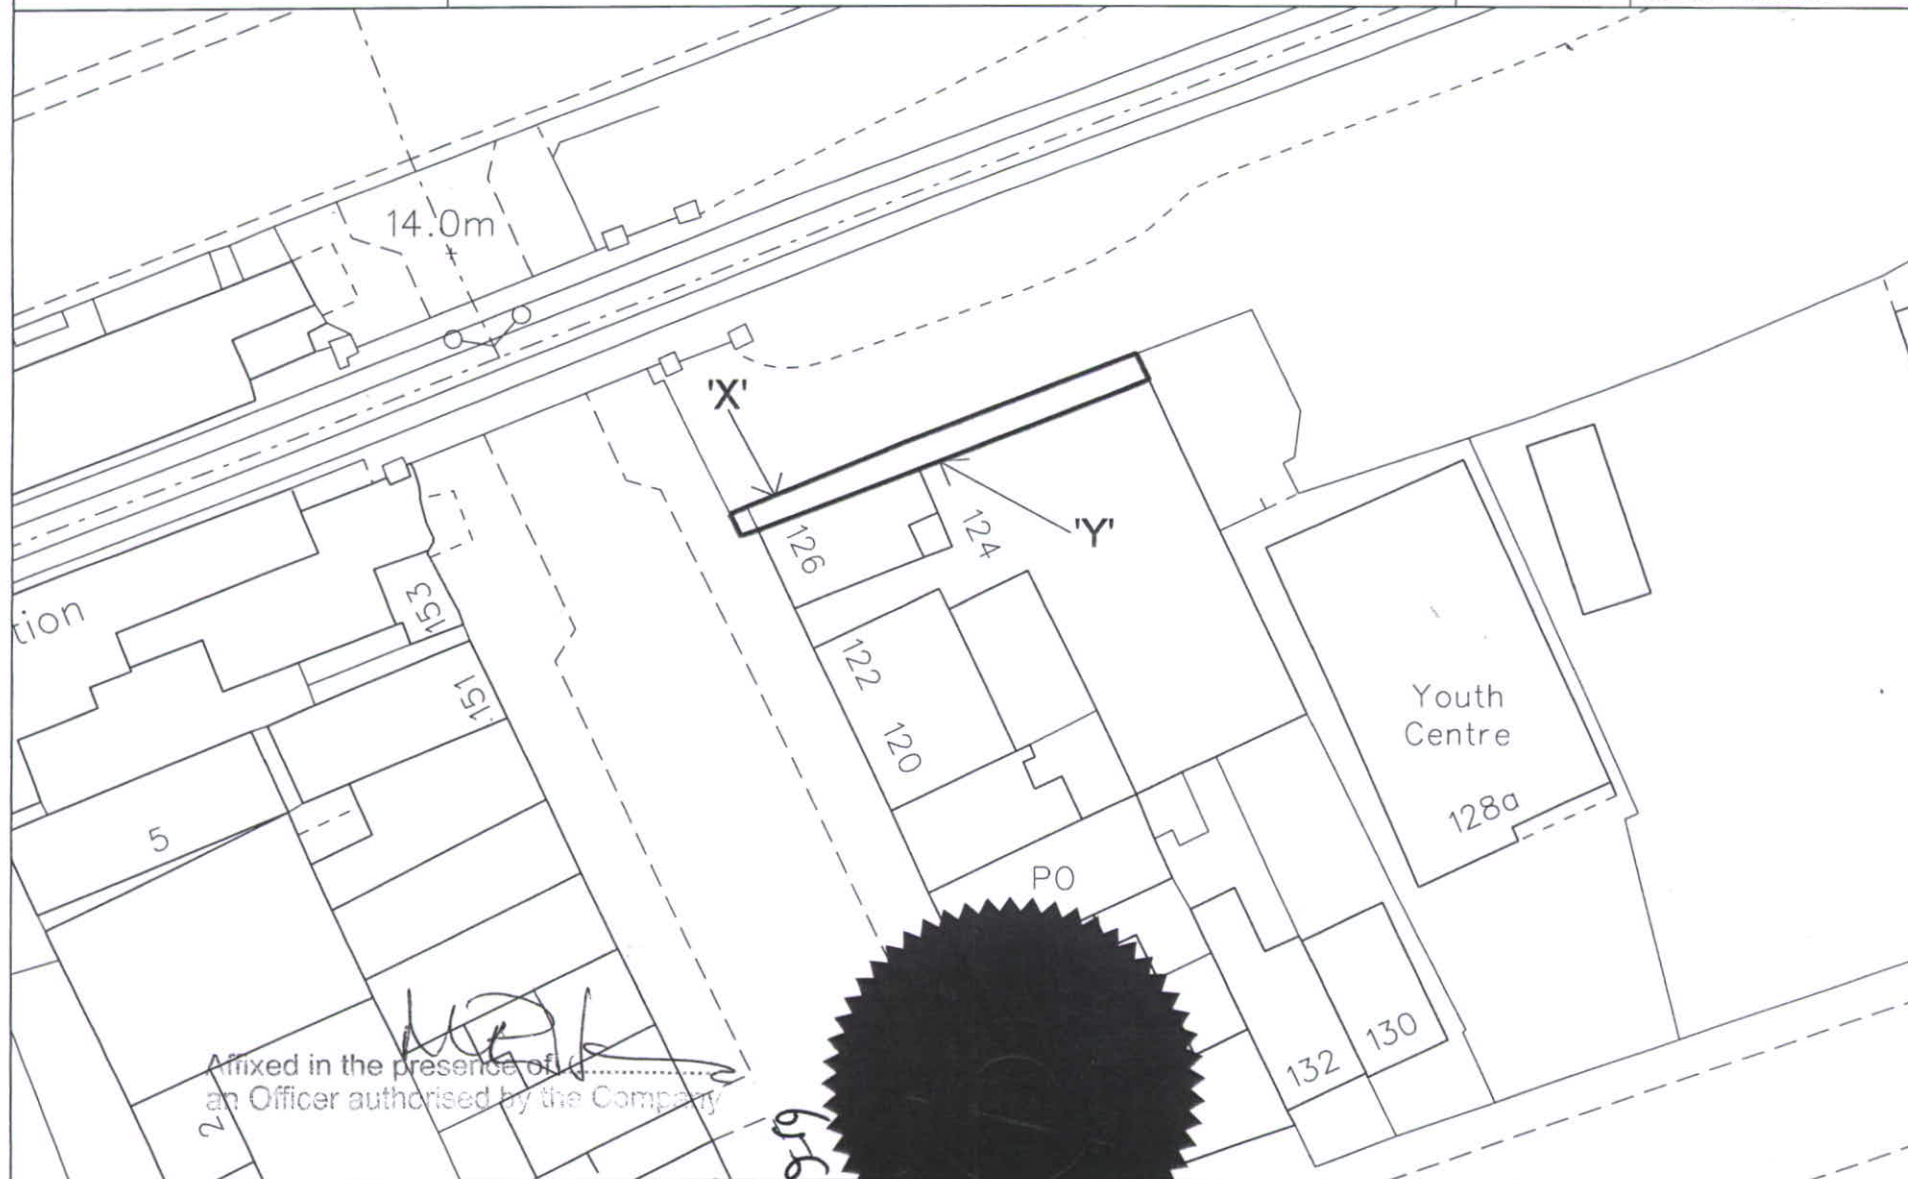 14.0m
'X'
'Y'
126
124
tion
153
122
151
120
Youth
Centre
128a
5
PO
130
132
Affixed in the presence of
an Officer authorised by the Company
2